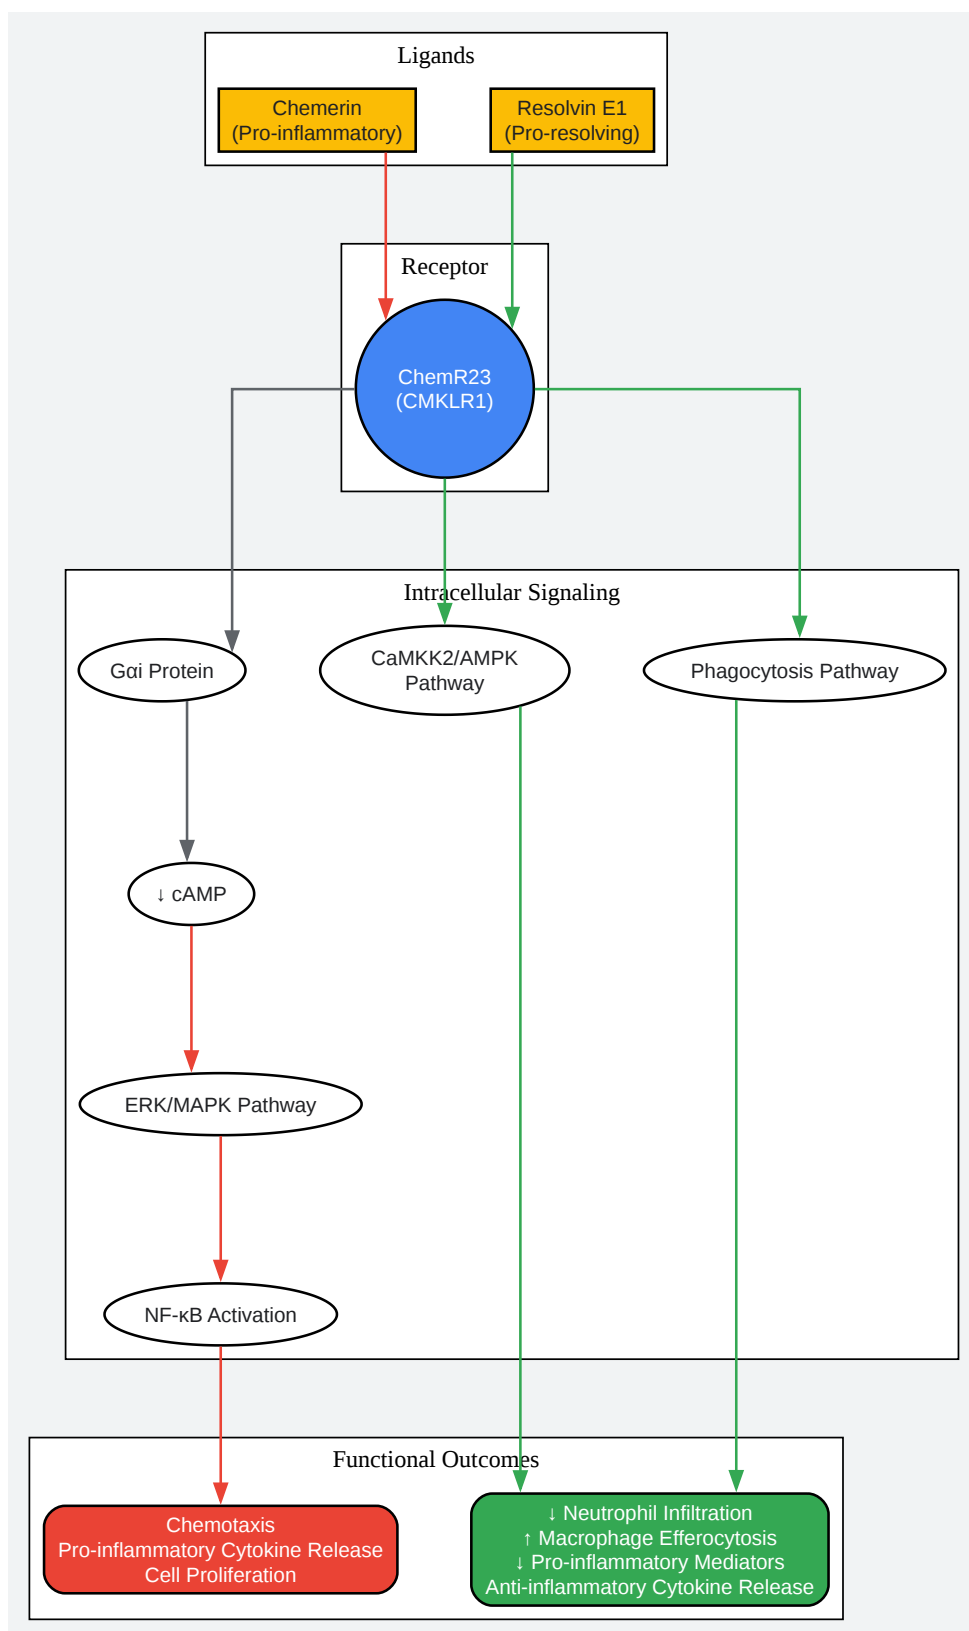 Ligands
Chemerin
(Pro-inflammatory)
Resolvin E1
(Pro-resolving)
Receptor
ChemR23
(CMKLR1)
Intracellular Signaling
Gαi Protein
CaMKK2/AMPK
Pathway
Phagocytosis Pathway
↓ cAMP
ERK/MAPK Pathway
NF-κB Activation
Functional Outcomes
Chemotaxis
Pro-inflammatory Cytokine Release
Cell Proliferation
↓ Neutrophil Infiltration
↑ Macrophage Efferocytosis
↓ Pro-inflammatory Mediators
Anti-inflammatory Cytokine Release